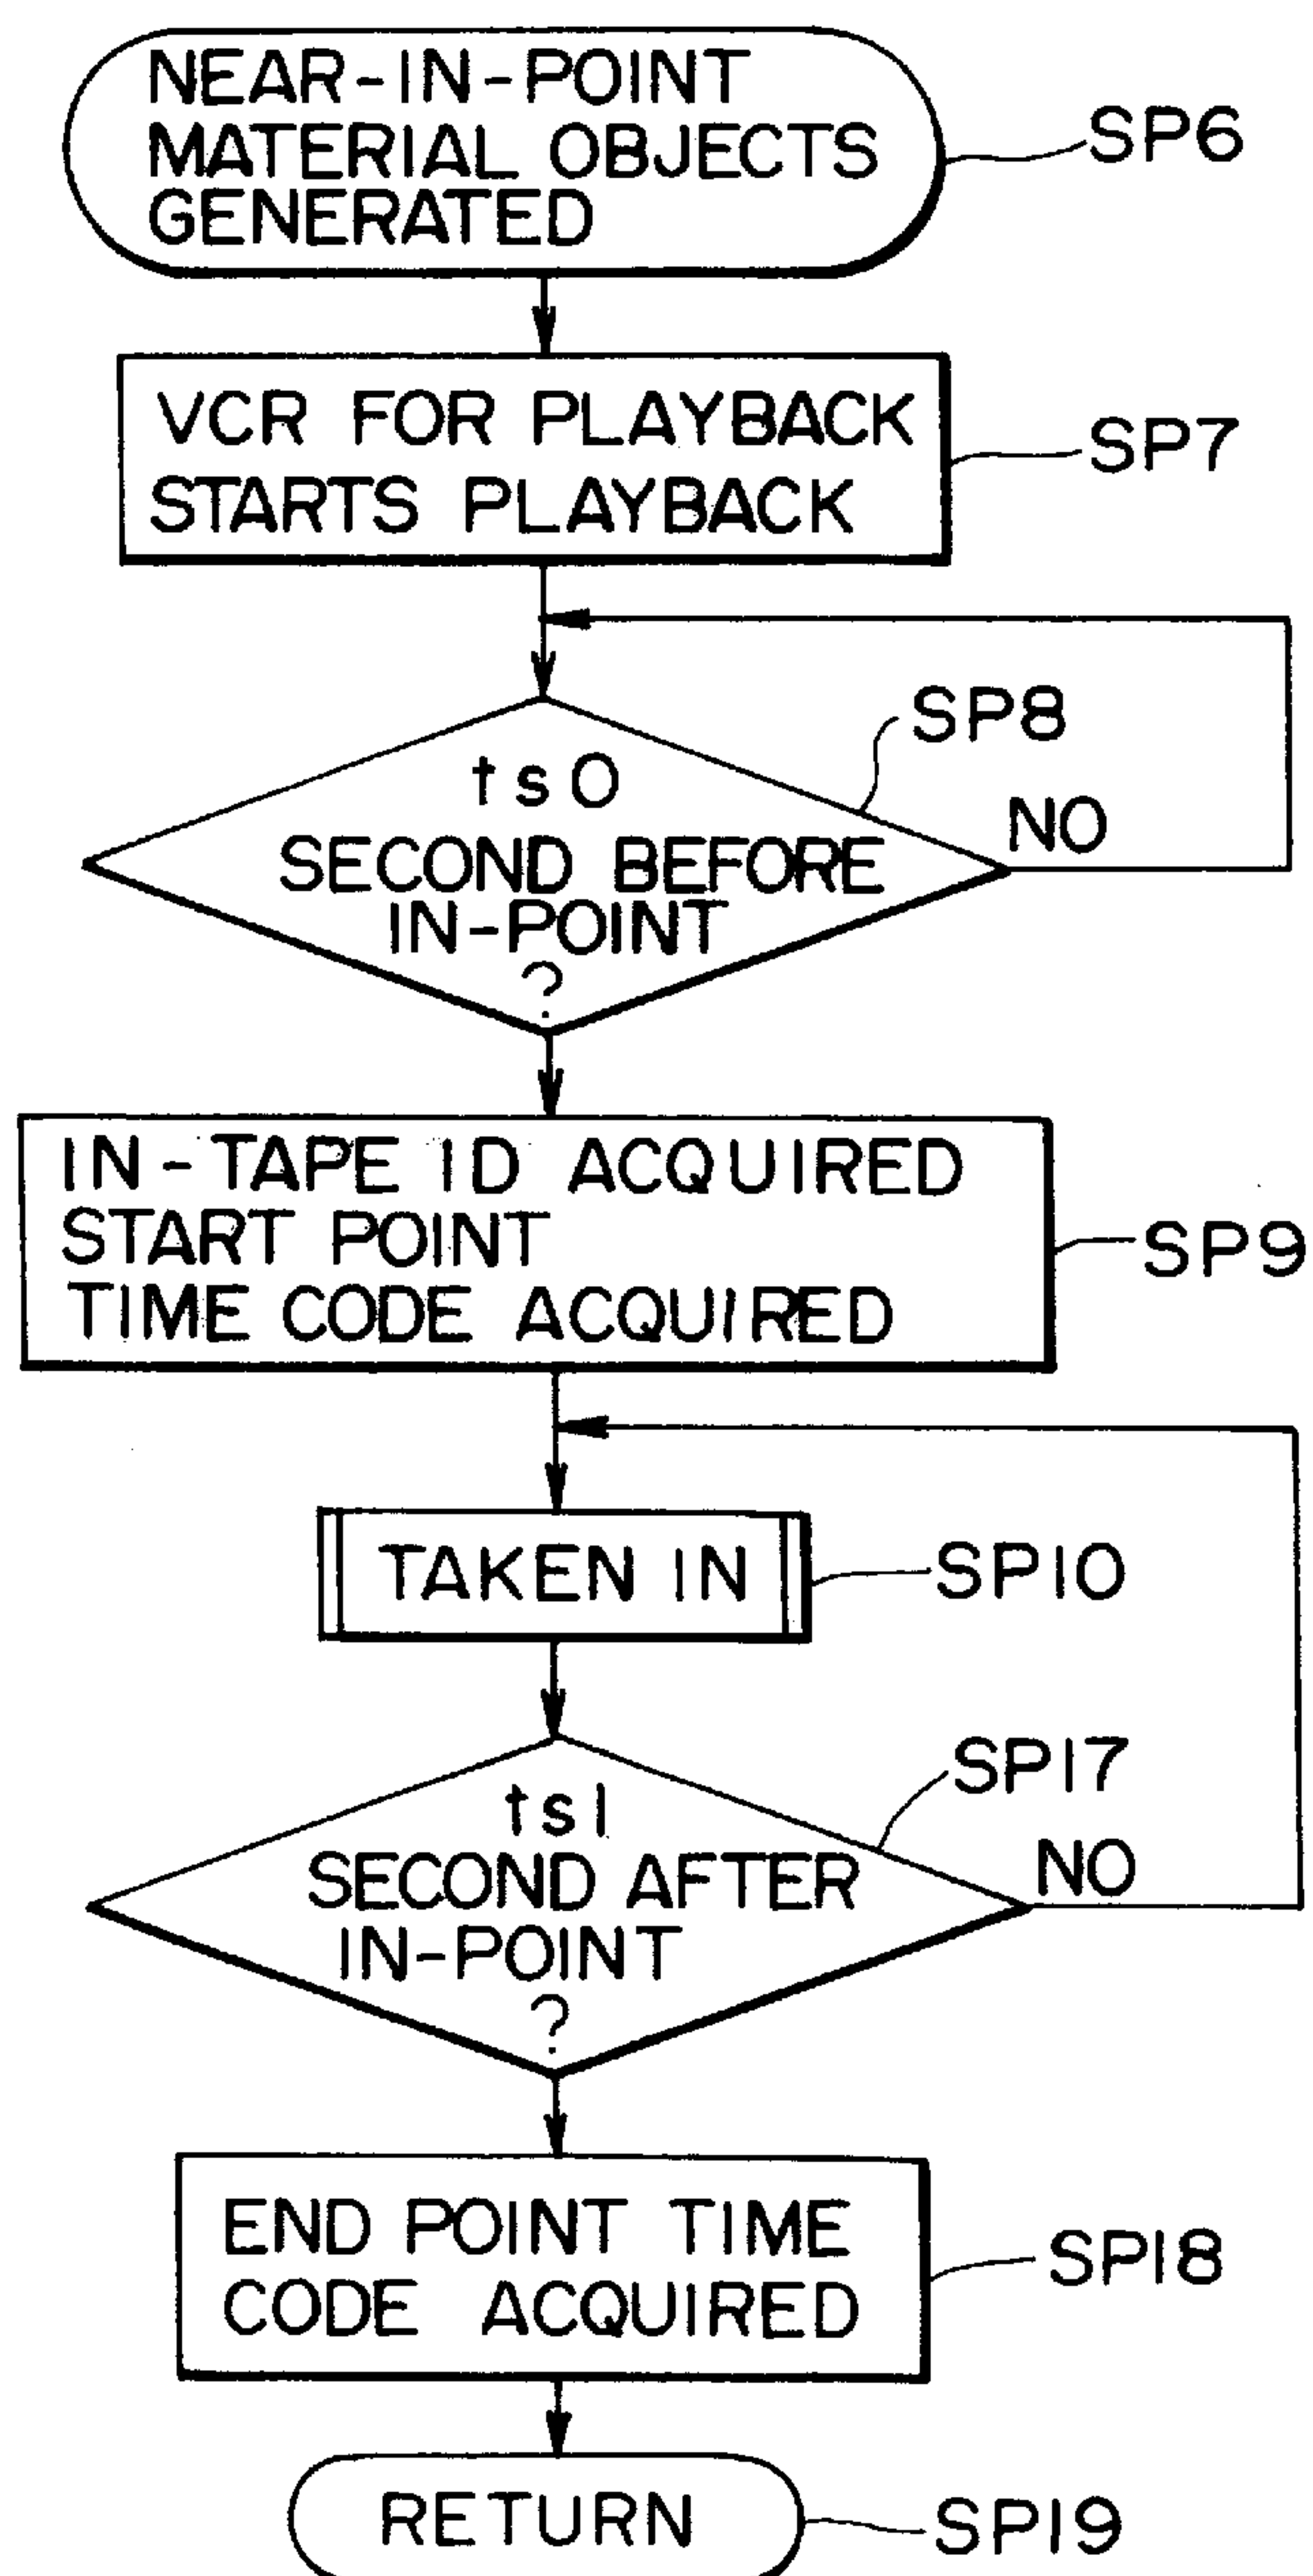 NEAR-IN-POINT
MATERIAL OBJECTS
GENERATED
SP6
VCR FOR PLAYBACK
STARTS PLAYBACK
SP7
SP8
ts0
SECOND BEFORE
IN-POINT
?
NO
IN-TAPE ID ACQUIRED
START POINT
TIME CODE ACQUIRED
SP9
TAKEN IN
SP10
SP17
ts1
SECOND AFTER
IN-POINT
?
NO
END POINT TIME
CODE ACQUIRED
SP18
RETURN
SP19